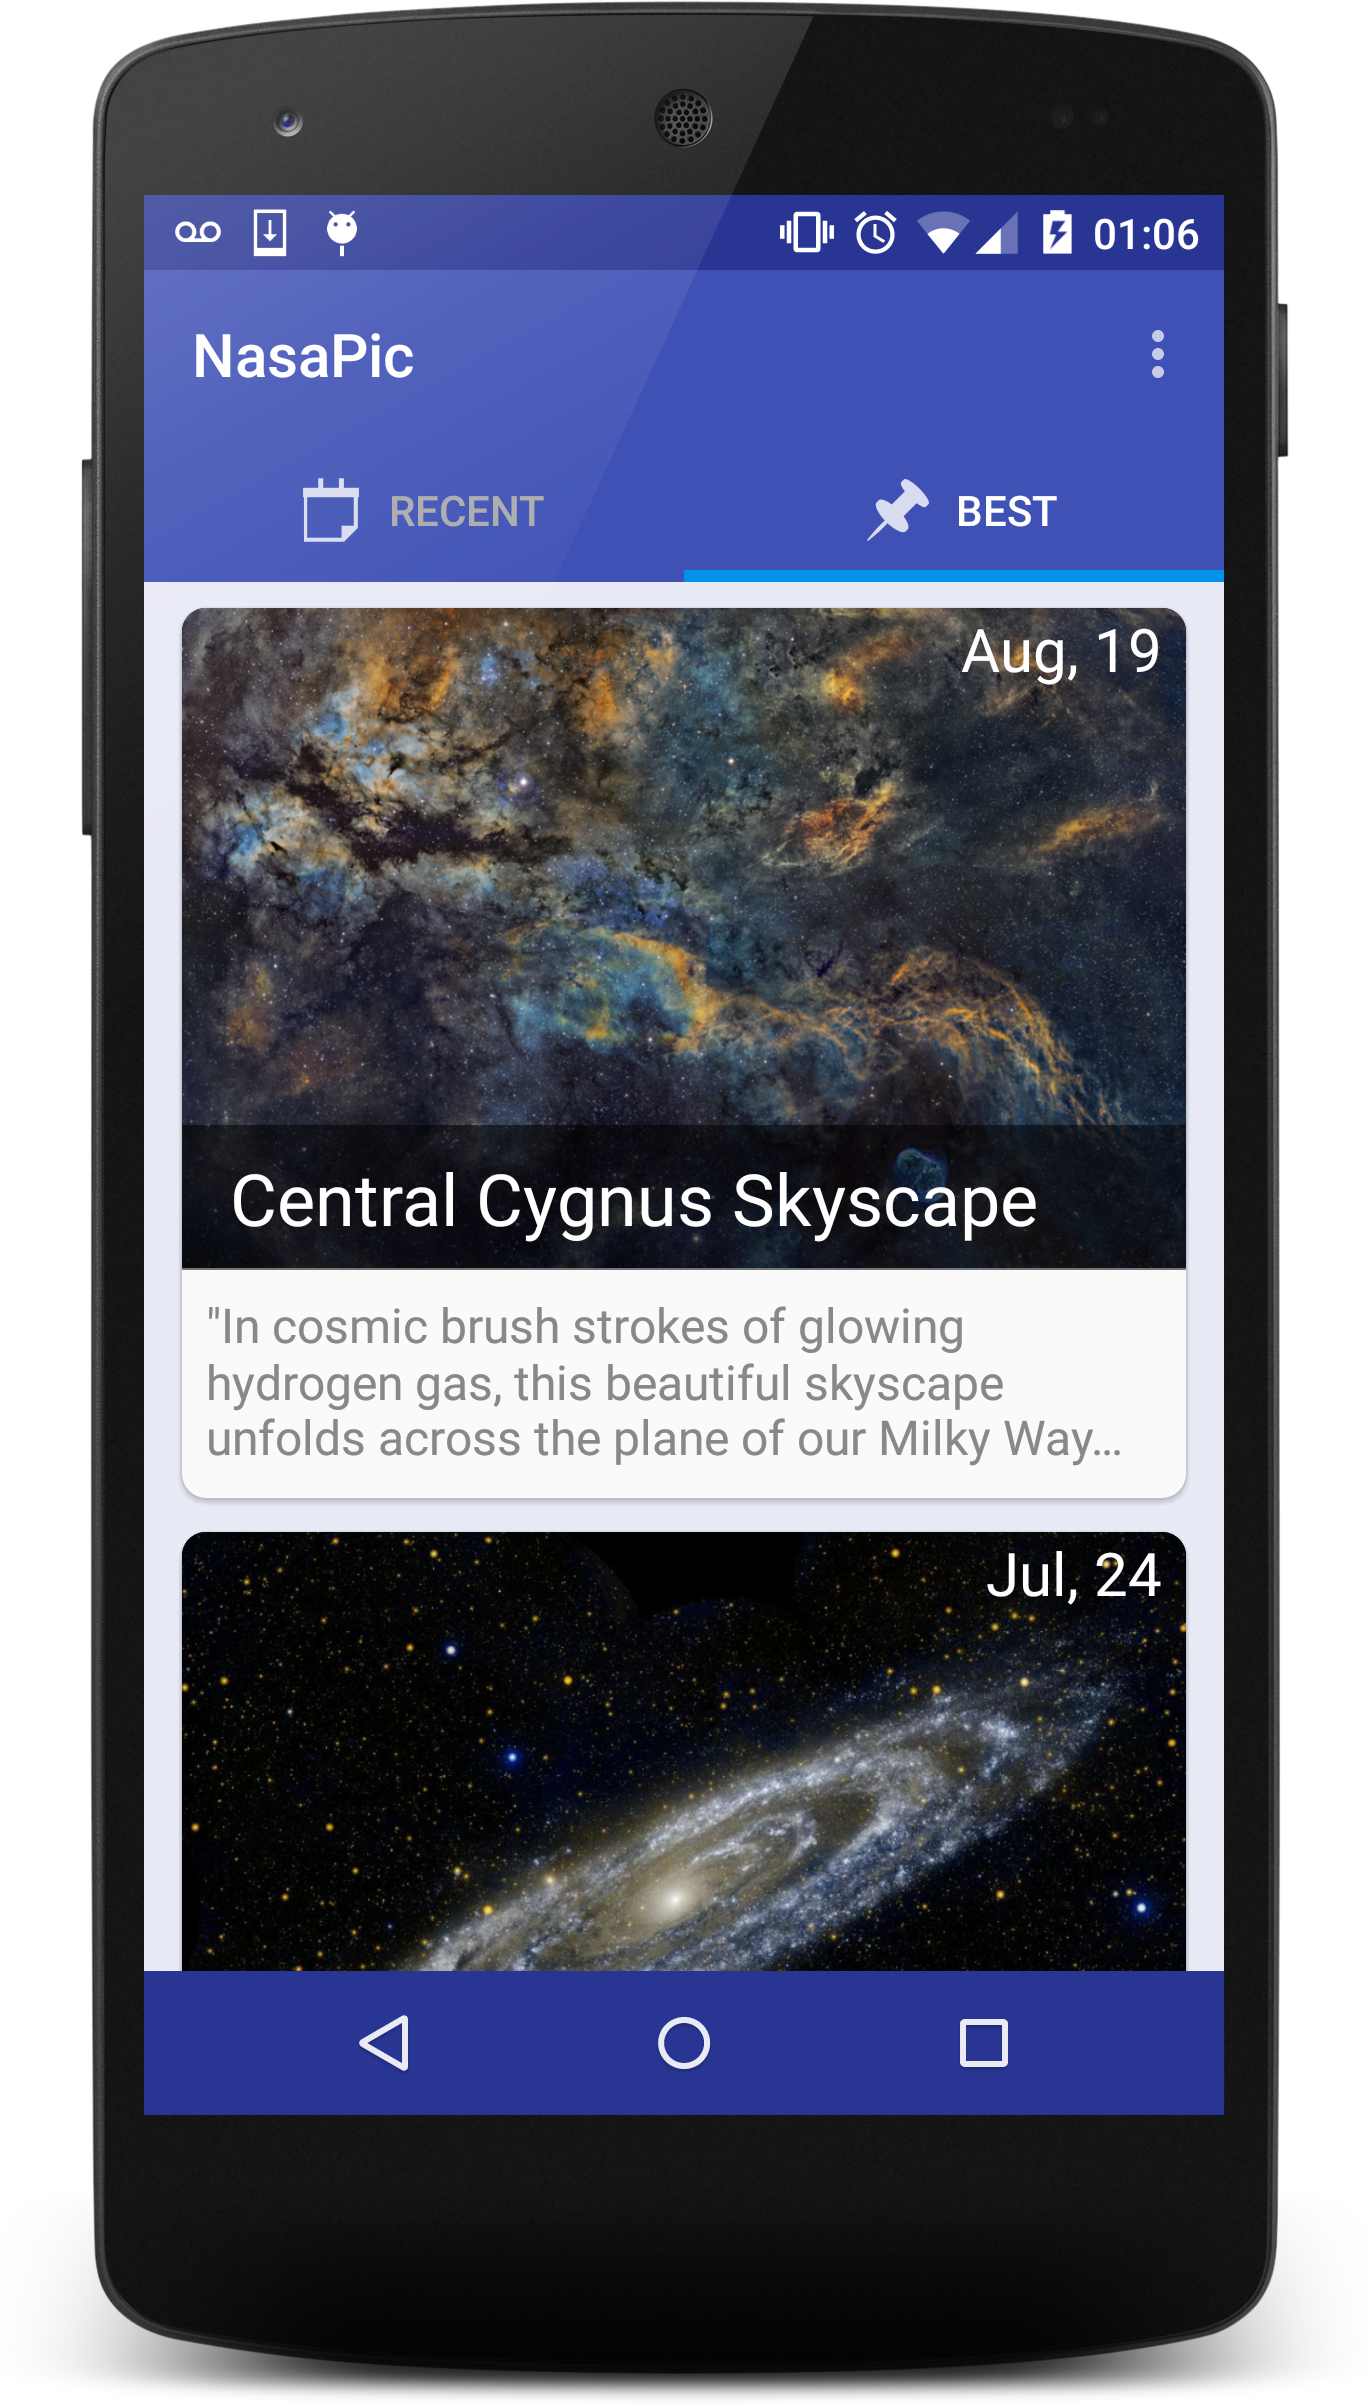 01:06
NasaPic
RECENT
BEST
Aug, 19
Central Cygnus Skyscape
"In cosmic brush strokes of glowing
hydrogen gas, this beautiful skyscape
unfolds across the plane of our Milky Way…
Jul, 24